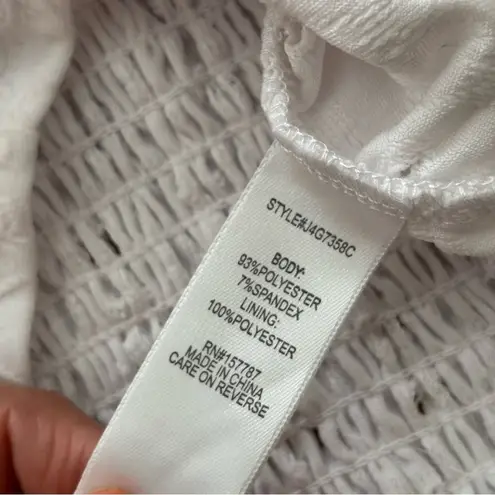 STYLE#J4G7358C
BODY:
93%POLYESTER
7%SPANDEX
LINING:
100%POLYESTER
RN#157787
MADE IN CHINA
CARE ON REVERSE